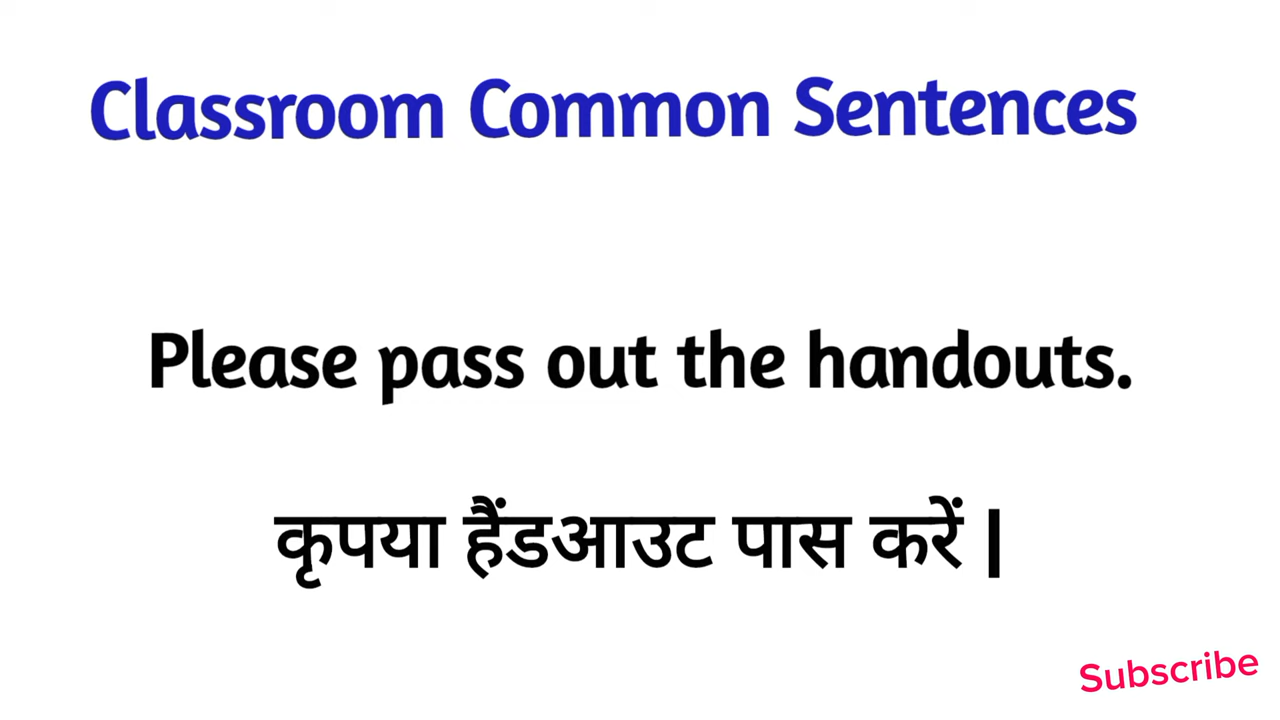 Classroom Common Sentences
Please pass out the handouts.
कृपया हैंडआउट पास करें |
Subscribe